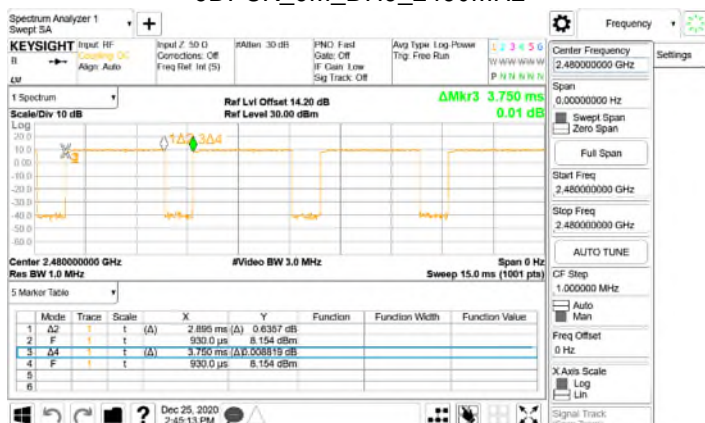 Spectrum Analyzer 1
Swept SA
+
Frequency
KEYSIGHT Input: RF
Coupling: DC
Align: Auto
Input Z: 50 Ω
Corrections: Off
Freq Ref: Int (S)
#Atten: 30 dB
PNO: Fast
Gate: Off
IF Gain: Low
Sig Track: Off
Avg Type: Log-Power
Trig: Free Run
1 2 3 4 5 6
W W W W W W
P N N N N N
LM
Center Frequency
2.480000000 GHz
Settings
1 Spectrum
Scale/Div 10 dB
Ref Lvl Offset 14.20 dB
Ref Level 30.00 dBm
ΔMkr3 3.750 ms
0.01 dB
Log
20.0
10.0
0.00
-10.0
-20.0
-30.0
-40.0
-50.0
-60.0
3Δ4
Center 2.480000000 GHz
Res BW 1.0 MHz
#Video BW 3.0 MHz
Span 0 Hz
Sweep 15.0 ms (1001 pts)
Span
0.00000000 Hz
Swept Span
Zero Span
Full Span
Start Freq
2.480000000 GHz
Stop Freq
2.480000000 GHz
AUTO TUNE
CF Step
1.000000 MHz
Auto
Man
Freq Offset
0 Hz
X Axis Scale
Log
Lin
Signal Track
5 Marker Table
Mode Trace Scale X Y Function Function Width Function Value
1 Δ2 1 t (Δ) 2.895 ms (Δ) 0.6357 dB
2 F 1 t 930.0 µs 8.154 dBm
3 Δ4 1 t (Δ) 3.750 ms (Δ) 0.008819 dB
4 F 1 t 930.0 µs 8.154 dBm
5
6
?
Dec 25, 2020
2:45:13 PM